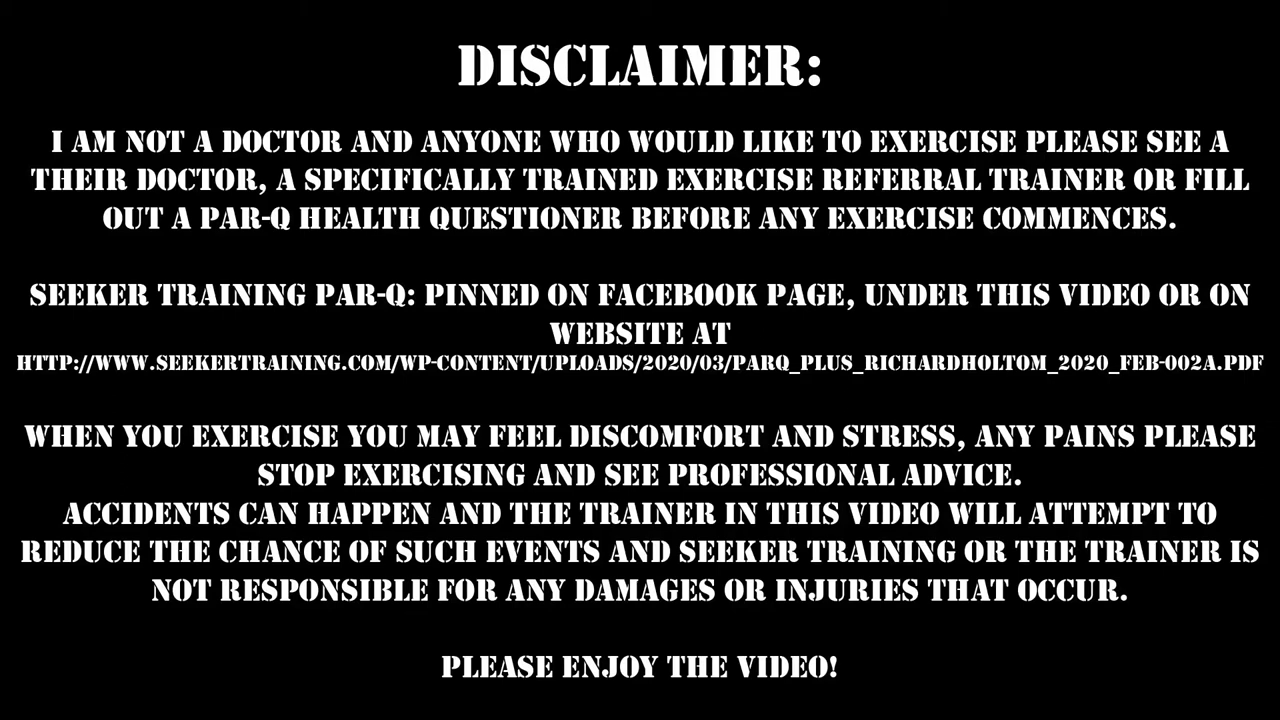 DISCLAIMER:
I AM NOT A DOCTOR AND ANYONE WHO WOULD LIKE TO EXERCISE PLEASE SEE A
THEIR DOCTOR, A SPECIFICALLY TRAINED EXERCISE REFERRAL TRAINER OR FILL
OUT A PAR-Q HEALTH QUESTIONER BEFORE ANY EXERCISE COMMENCES.
SEEKER TRAINING PAR-Q: PINNED ON FACEBOOK PAGE, UNDER THIS VIDEO OR ON
WEBSITE AT
HTTP://WWW.SEEKERTRAINING.COM/WP-CONTENT/UPLOADS/2020/03/PARQ_PLUS_RICHARDHOLTOM_2020_FEB-002A.PDF
WHEN YOU EXERCISE YOU MAY FEEL DISCOMFORT AND STRESS, ANY PAINS PLEASE
STOP EXERCISING AND SEE PROFESSIONAL ADVICE.
ACCIDENTS CAN HAPPEN AND THE TRAINER IN THIS VIDEO WILL ATTEMPT TO
REDUCE THE CHANCE OF SUCH EVENTS AND SEEKER TRAINING OR THE TRAINER IS
NOT RESPONSIBLE FOR ANY DAMAGES OR INJURIES THAT OCCUR.
PLEASE ENJOY THE VIDEO!